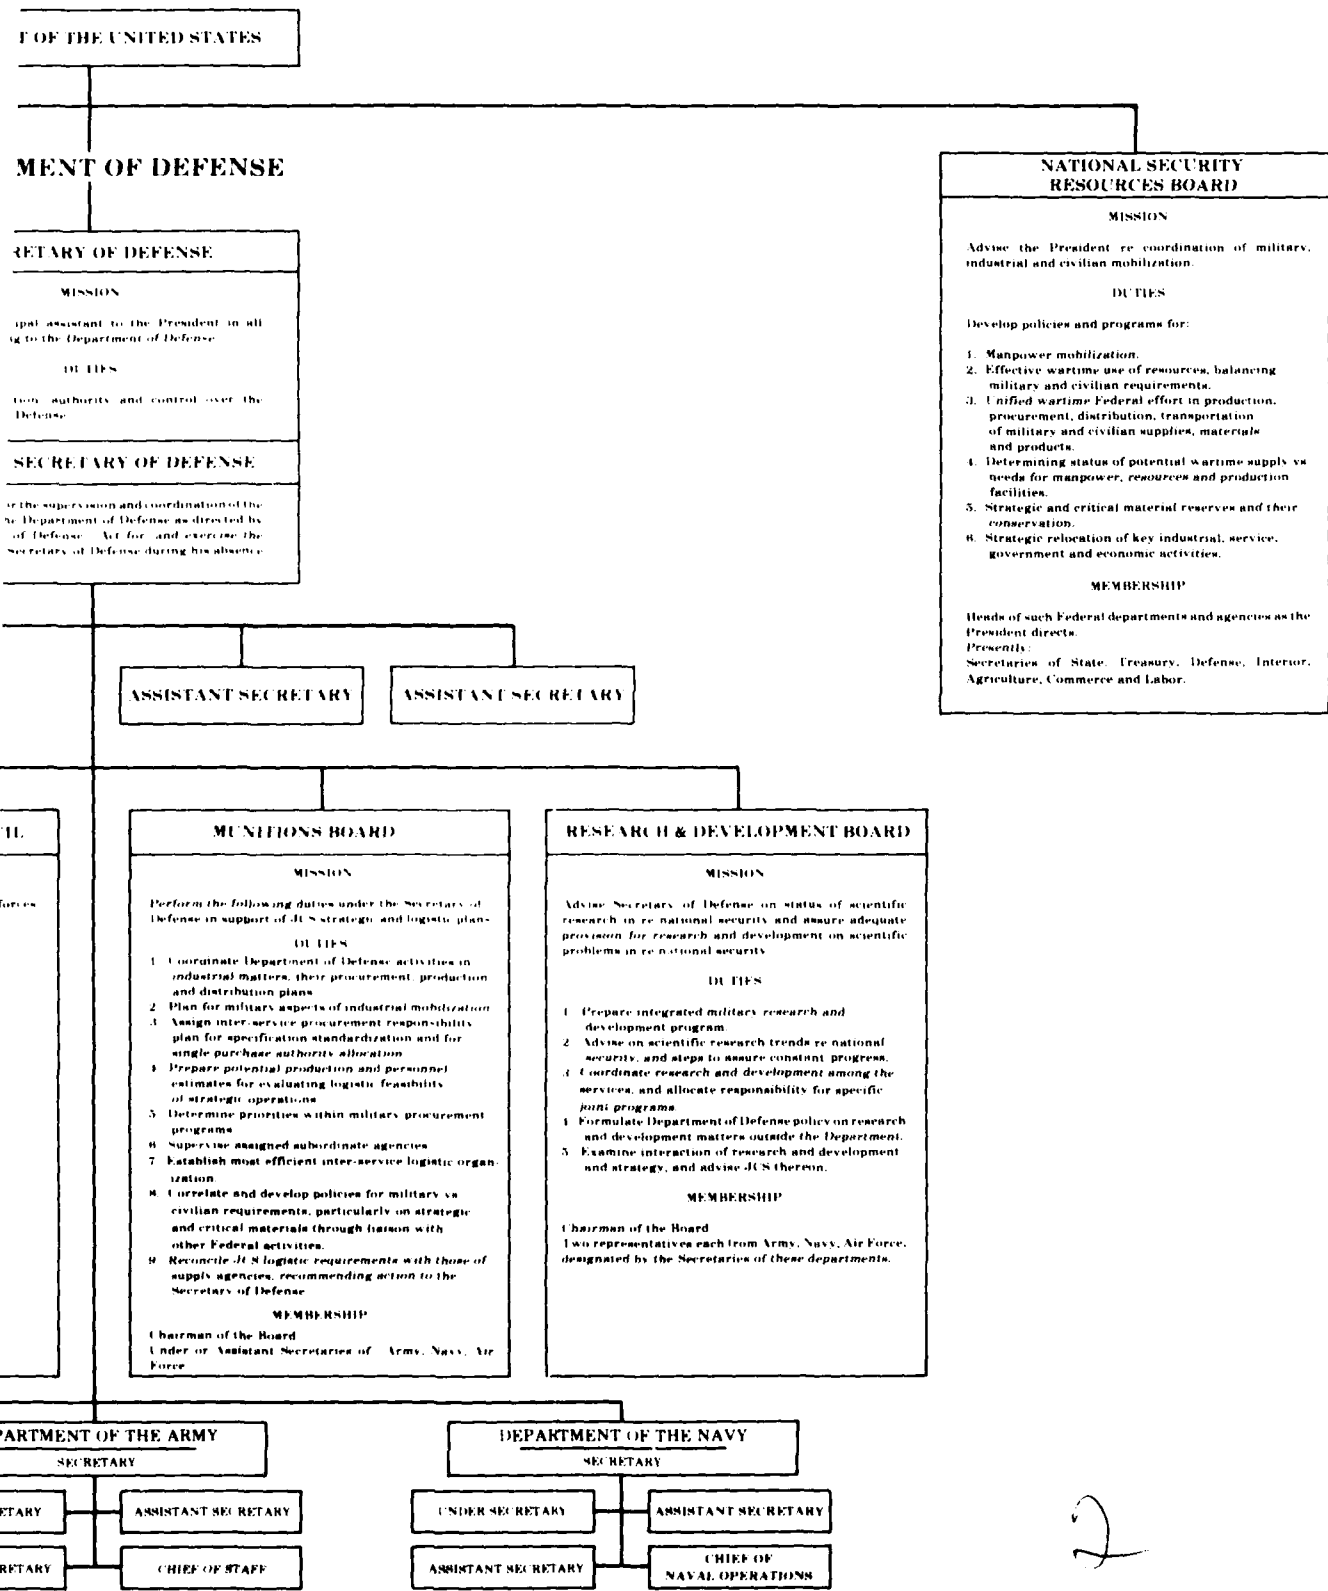 T OF THE UNITED STATES
MENT OF DEFENSE
RETARY OF DEFENSE
MISSION
ipal assistant to the President in all
ig to the Department of Defense
DUTIES
tion authority and control over the
Defense
SECRETARY OF DEFENSE
or the supervision and coordination of the
he Department of Defense as directed by
of Defense Act for and exercise the
Secretary of Defense during his absence
NATIONAL SECURITY
RESOURCES BOARD
MISSION
Advise the President re coordination of military,
industrial and civilian mobilization.
DUTIES
Develop policies and programs for:
1. Manpower mobilization.
2. Effective wartime use of resources, balancing
military and civilian requirements.
3. Unified wartime Federal effort in production,
procurement, distribution, transportation
of military and civilian supplies, materials
and products.
4. Determining status of potential wartime supply vs
needs for manpower, resources and production
facilities.
5. Strategic and critical material reserves and their
conservation.
6. Strategic relocation of key industrial, service,
government and economic activities.
MEMBERSHIP
Heads of such Federal departments and agencies as the
President directs.
Presently:
Secretaries of State, Treasury, Defense, Interior,
Agriculture, Commerce and Labor.
ASSISTANT SECRETARY
ASSISTANT SECRETARY
CIL
forces
MUNITIONS BOARD
MISSION
Perform the following duties under the Secretary of
Defense in support of JCS strategic and logistic plans
DUTIES
1 Coordinate Department of Defense activities in
industrial matters, their procurement, production
and distribution plans
2 Plan for military aspects of industrial mobilization
3 Assign inter-service procurement responsibility
plan for specification standardization and for
single purchase authority allocation
4 Prepare potential production and personnel
estimates for evaluating logistic feasibility
of strategic operations
5 Determine priorities within military procurement
programs
6 Supervise assigned subordinate agencies
7 Establish most efficient inter-service logistic organ-
ization
8. Correlate and develop policies for military vs
civilian requirements, particularly on strategic
and critical materials through liaison with
other Federal activities.
9 Reconcile JCS logistic requirements with those of
supply agencies, recommending action to the
Secretary of Defense
MEMBERSHIP
Chairman of the Board
Under or Assistant Secretaries of Army, Navy, Air
Force
RESEARCH & DEVELOPMENT BOARD
MISSION
Advise Secretary of Defense on status of scientific
research in re national security and assure adequate
provision for research and development on scientific
problems in re national security
DUTIES
1 Prepare integrated military research and
development program.
2 Advise on scientific research trends re national
security, and steps to assure constant progress.
3 Coordinate research and development among the
services, and allocate responsibility for specific
joint programs
4 Formulate Department of Defense policy on research
and development matters outside the Department.
5 Examine interaction of research and development
and strategy, and advise JCS thereon.
MEMBERSHIP
Chairman of the Board
Two representatives each from Army, Navy, Air Force,
designated by the Secretaries of these departments.
PARTMENT OF THE ARMY
SECRETARY
ETARY
ASSISTANT SECRETARY
RETARY
CHIEF OF STAFF
DEPARTMENT OF THE NAVY
SECRETARY
UNDER SECRETARY
ASSISTANT SECRETARY
ASSISTANT SECRETARY
CHIEF OF
NAVAL OPERATIONS
2